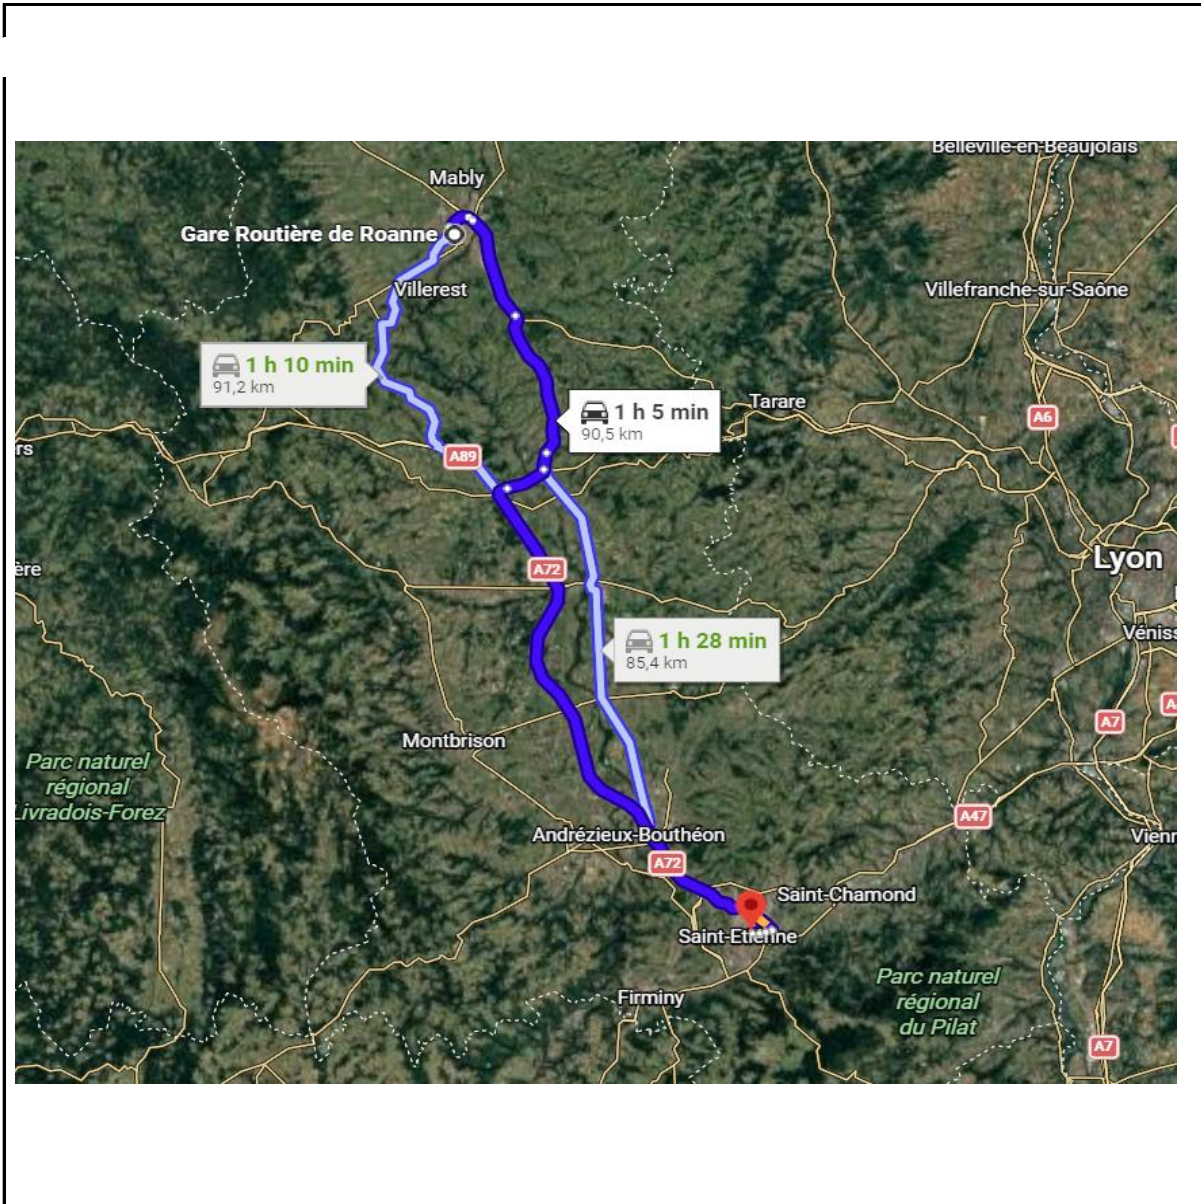 Belleville-en-Beaujolais
Mably
Gare Routière de Roanne
Villerest
Villefranche-sur-Saône
1 h 10 min
91,2 km
1 h 5 min
90,5 km
Tarare
A6
ers
A89
Lyon
ère
A72
Véniss
1 h 28 min
85,4 km
A7
A
Montbrison
Parc naturel
régional
Livradois-Forez
A47
Andrézieux-Bouthéon
Vienn
A72
Saint-Chamond
Saint-Etienne
Parc naturel
régional
du Pilat
Firminy
A7